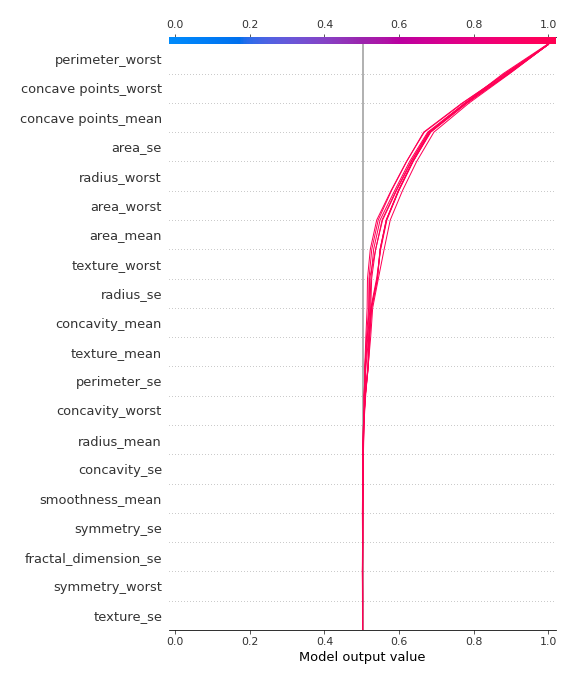 0.0 0.2 0.4 0.6 0.8 1.0
perimeter_worst
concave points_worst
concave points_mean
area_se
radius_worst
area_worst
area_mean
texture_worst
radius_se
concavity_mean
texture_mean
perimeter_se
concavity_worst
radius_mean
concavity_se
smoothness_mean
symmetry_se
fractal_dimension_se
symmetry_worst
texture_se
0.0 0.2 0.4 0.6 0.8 1.0
Model output value